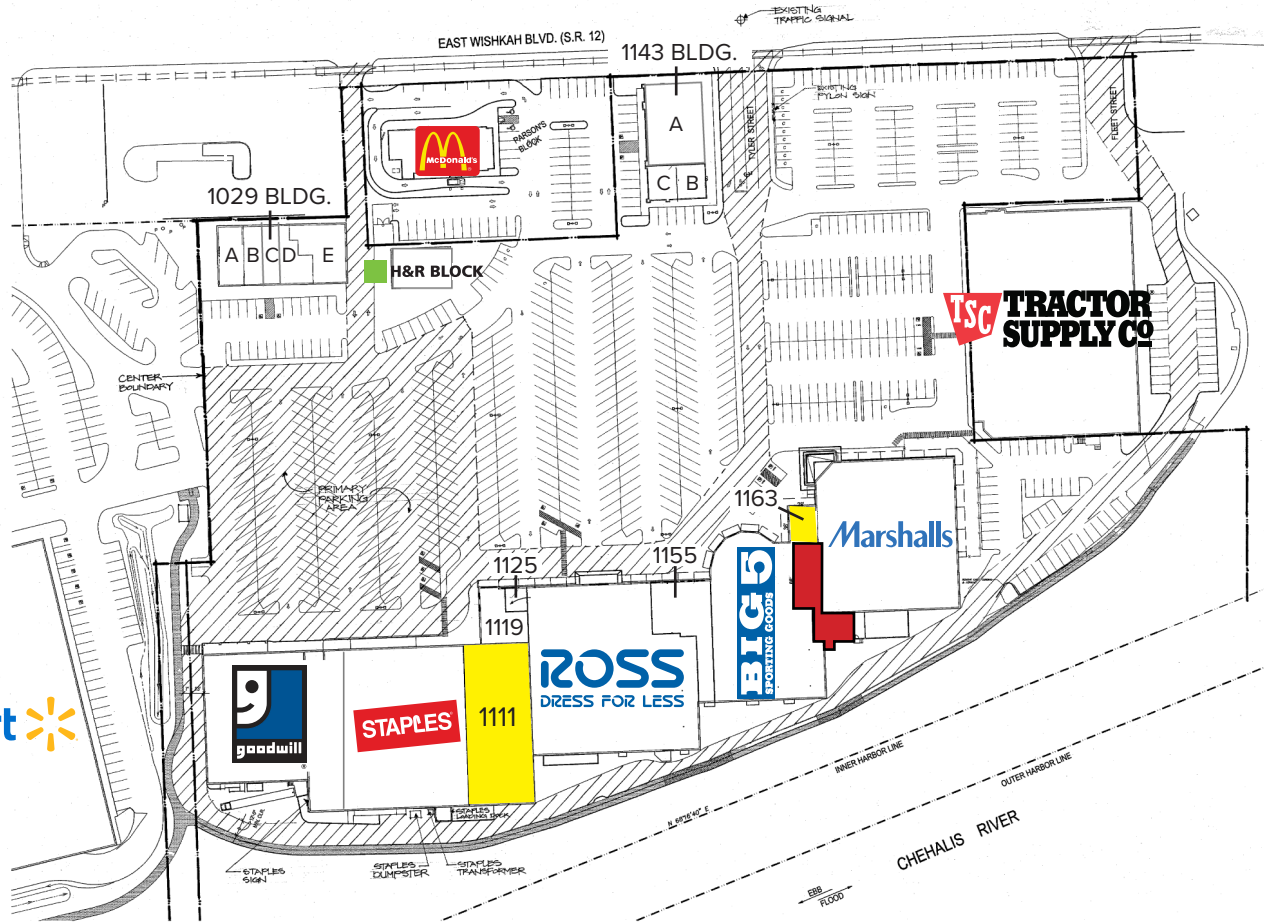 EXISTING
TRAFFIC SIGNAL
EAST WISHKAH BLVD. (S.R. 12)
1143 BLDG.
EXISTING
PYLON SIGN
A
C B
TYLER STREET
FLEET STREET
McDonald's
PARSON'S
BLOCK
1029 BLDG.
A B C D E
H&R BLOCK
TSC TRACTOR
SUPPLY CO
CENTER
BOUNDARY
PRIMARY
PARKING
AREA
1163
Marshalls
1125
1155
1119
BIG 5
SPORTING GOODS
ROSS
DRESS FOR LESS
goodwill
STAPLES
1111
t
STAPLES
LOADING DOCK
STAPLES
SIGN
STAPLES
DUMPSTER
STAPLES
TRANSFORMER
INNER HARBOR LINE
OUTER HARBOR LINE
CHEHALIS RIVER
EBB
FLOOD